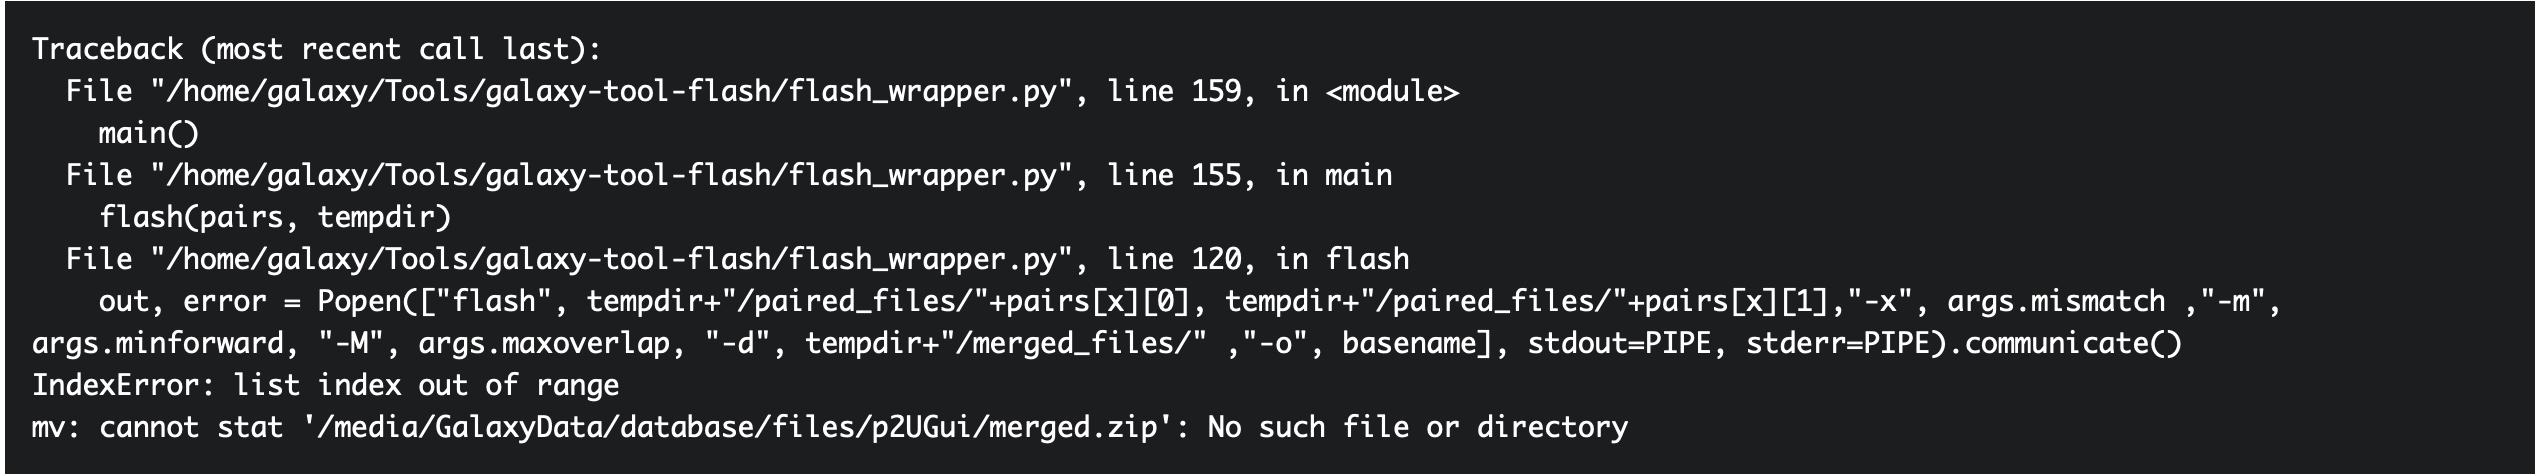 Traceback (most recent call last):
  File "/home/galaxy/Tools/galaxy-tool-flash/flash_wrapper.py", line 159, in <module>
    main()
  File "/home/galaxy/Tools/galaxy-tool-flash/flash_wrapper.py", line 155, in main
    flash(pairs, tempdir)
  File "/home/galaxy/Tools/galaxy-tool-flash/flash_wrapper.py", line 120, in flash
    out, error = Popen(["flash", tempdir+"/paired_files/"+pairs[x][0], tempdir+"/paired_files/"+pairs[x][1],"-x", args.mismatch ,"-m",
args.minforward, "-M", args.maxoverlap, "-d", tempdir+"/merged_files/" ,"-o", basename], stdout=PIPE, stderr=PIPE).communicate()
IndexError: list index out of range
mv: cannot stat '/media/GalaxyData/database/files/p2UGui/merged.zip': No such file or directory